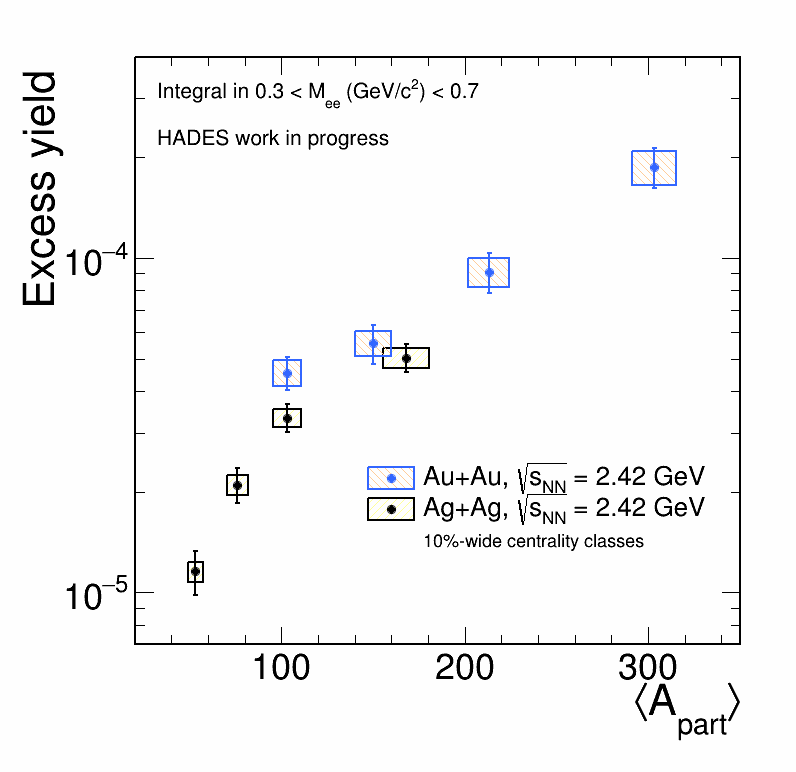 Integral in 0.3 < M_ee (GeV/c²) < 0.7
HADES work in progress
Excess yield
10⁻⁴
10⁻⁵
Au+Au, √s_NN = 2.42 GeV
Ag+Ag, √s_NN = 2.42 GeV
10%-wide centrality classes
100 200 300
⟨A_part⟩